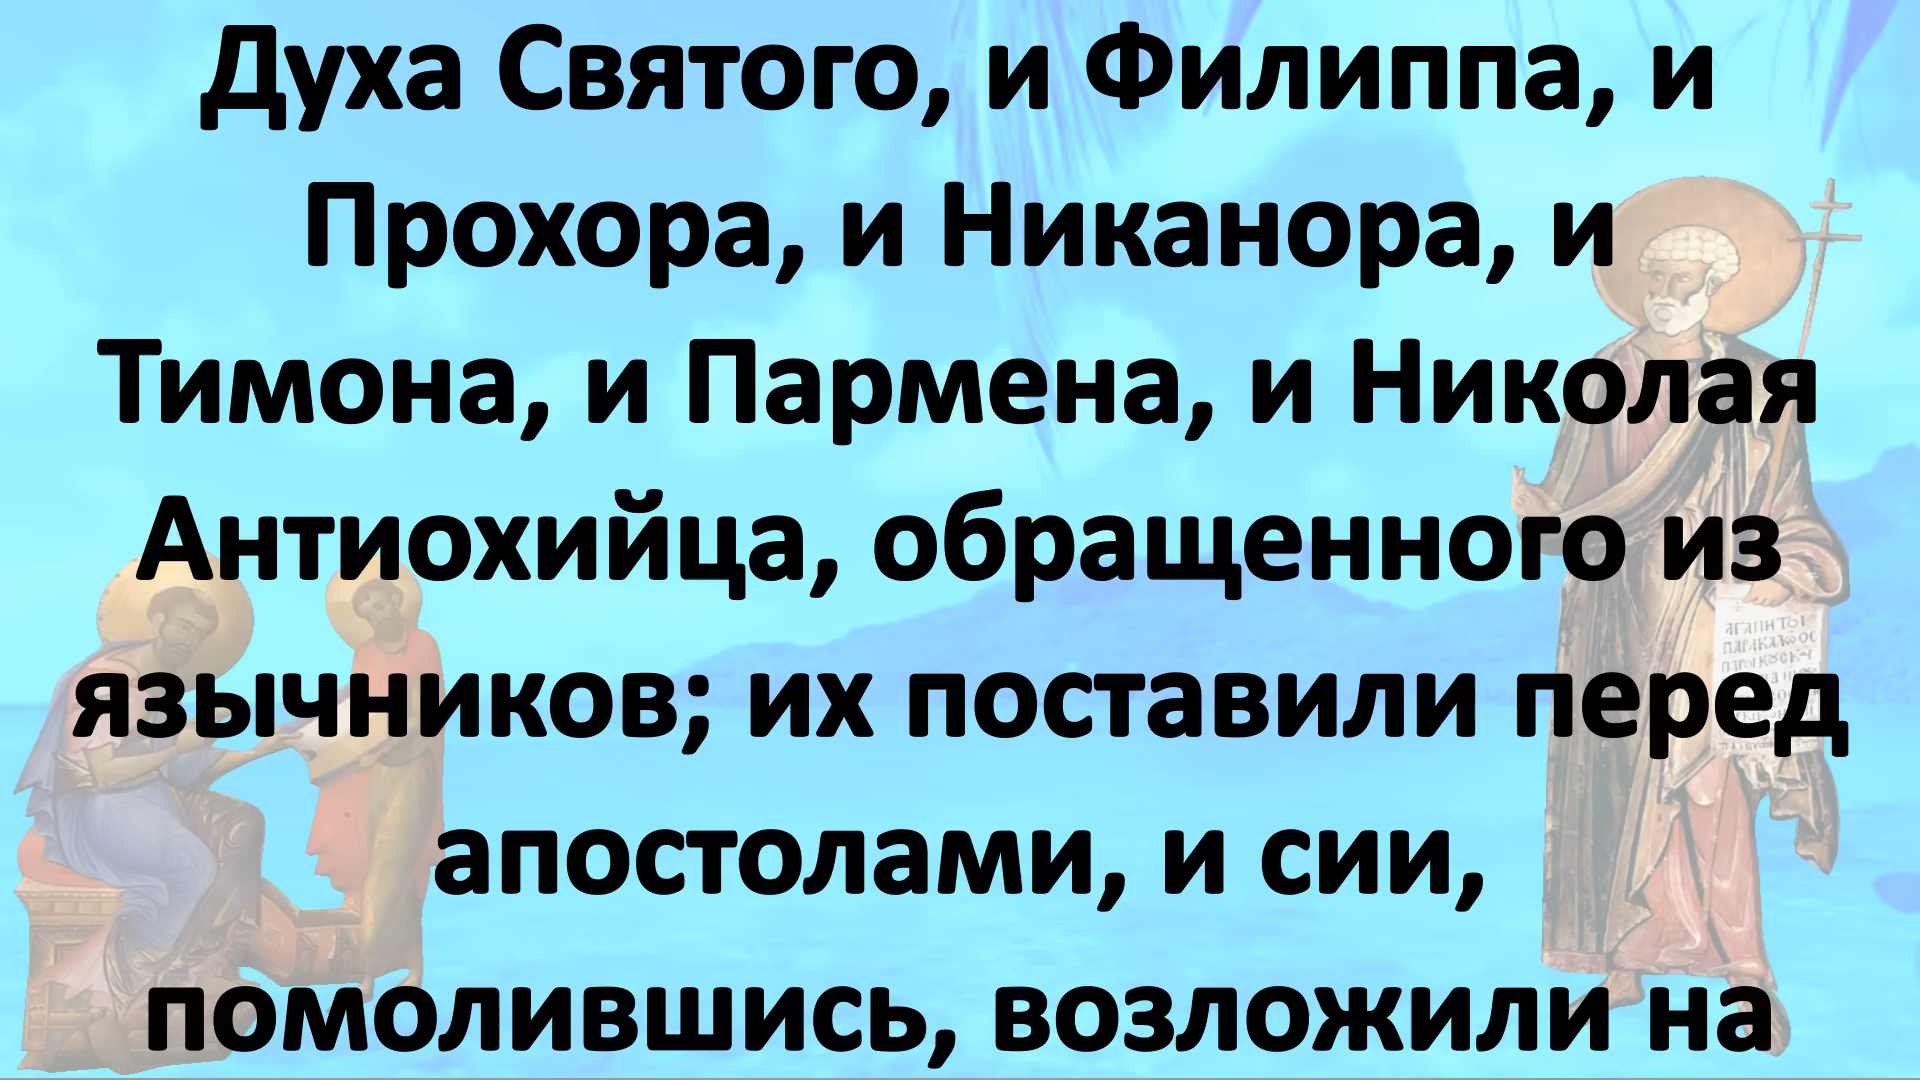 Духа Святого, и Филиппа, и
Прохора, и Никанора, и
Тимона, и Пармена, и Николая
Антиохийца, обращенного из
язычников; их поставили перед
апостолами, и сии,
помолившись, возложили на
ΑΓΑΠΗΤΟΙ